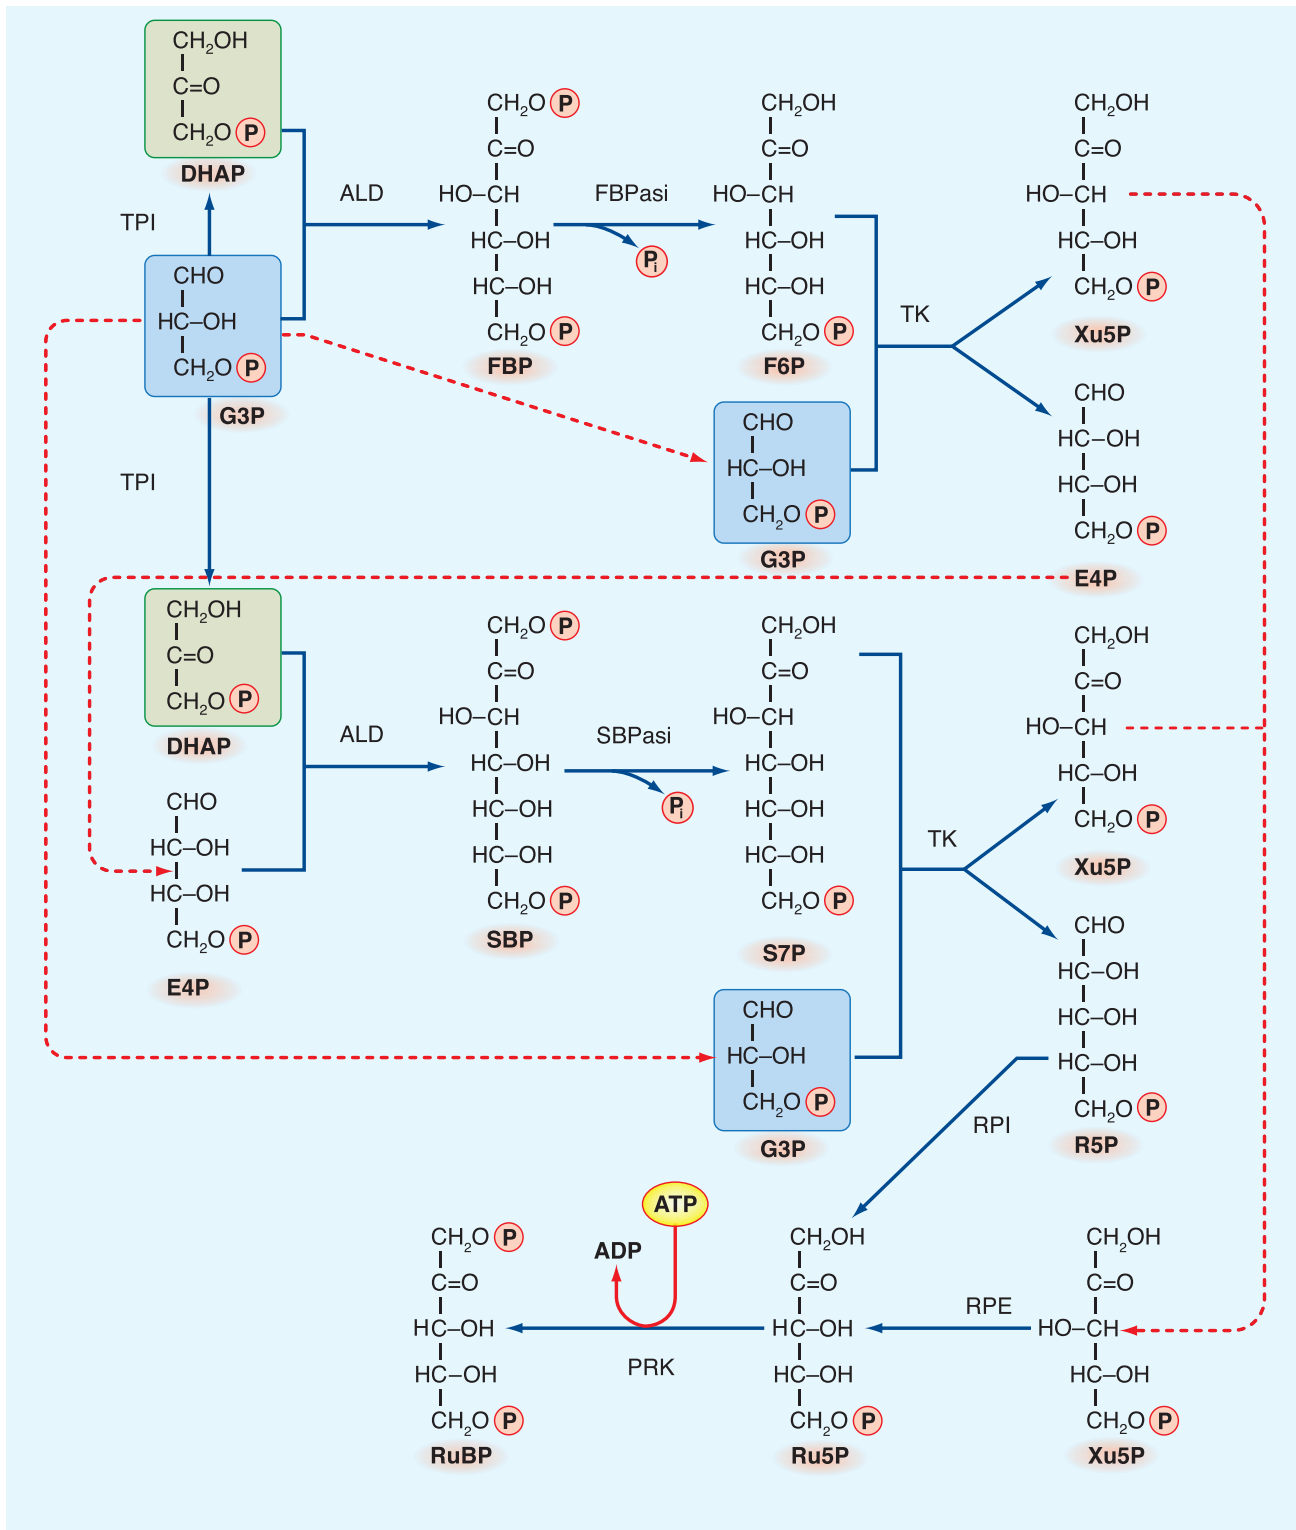 CH2OH
C=O
CH2O P
DHAP
TPI
CHO
HC–OH
CH2O P
G3P
TPI
ALD
CH2O P
C=O
HO–CH
HC–OH
HC–OH
CH2O P
FBP
FBPasi
Pi
CH2OH
C=O
HO–CH
HC–OH
HC–OH
CH2O P
F6P
CHO
HC–OH
CH2O P
G3P
TK
CH2OH
C=O
HO–CH
HC–OH
CH2O P
Xu5P
CHO
HC–OH
HC–OH
CH2O P
E4P
CH2OH
C=O
CH2O P
DHAP
CHO
HC–OH
HC–OH
CH2O P
E4P
ALD
CH2O P
C=O
HO–CH
HC–OH
HC–OH
HC–OH
CH2O P
SBP
SBPasi
Pi
CH2OH
C=O
HO–CH
HC–OH
HC–OH
HC–OH
CH2O P
S7P
CHO
HC–OH
CH2O P
G3P
TK
CH2OH
C=O
HO–CH
HC–OH
CH2O P
Xu5P
CHO
HC–OH
HC–OH
HC–OH
CH2O P
R5P
RPI
CH2OH
C=O
HO–CH
HC–OH
CH2O P
Xu5P
RPE
CH2OH
C=O
HC–OH
HC–OH
CH2O P
Ru5P
ATP
ADP
PRK
CH2O P
C=O
HC–OH
HC–OH
CH2O P
RuBP